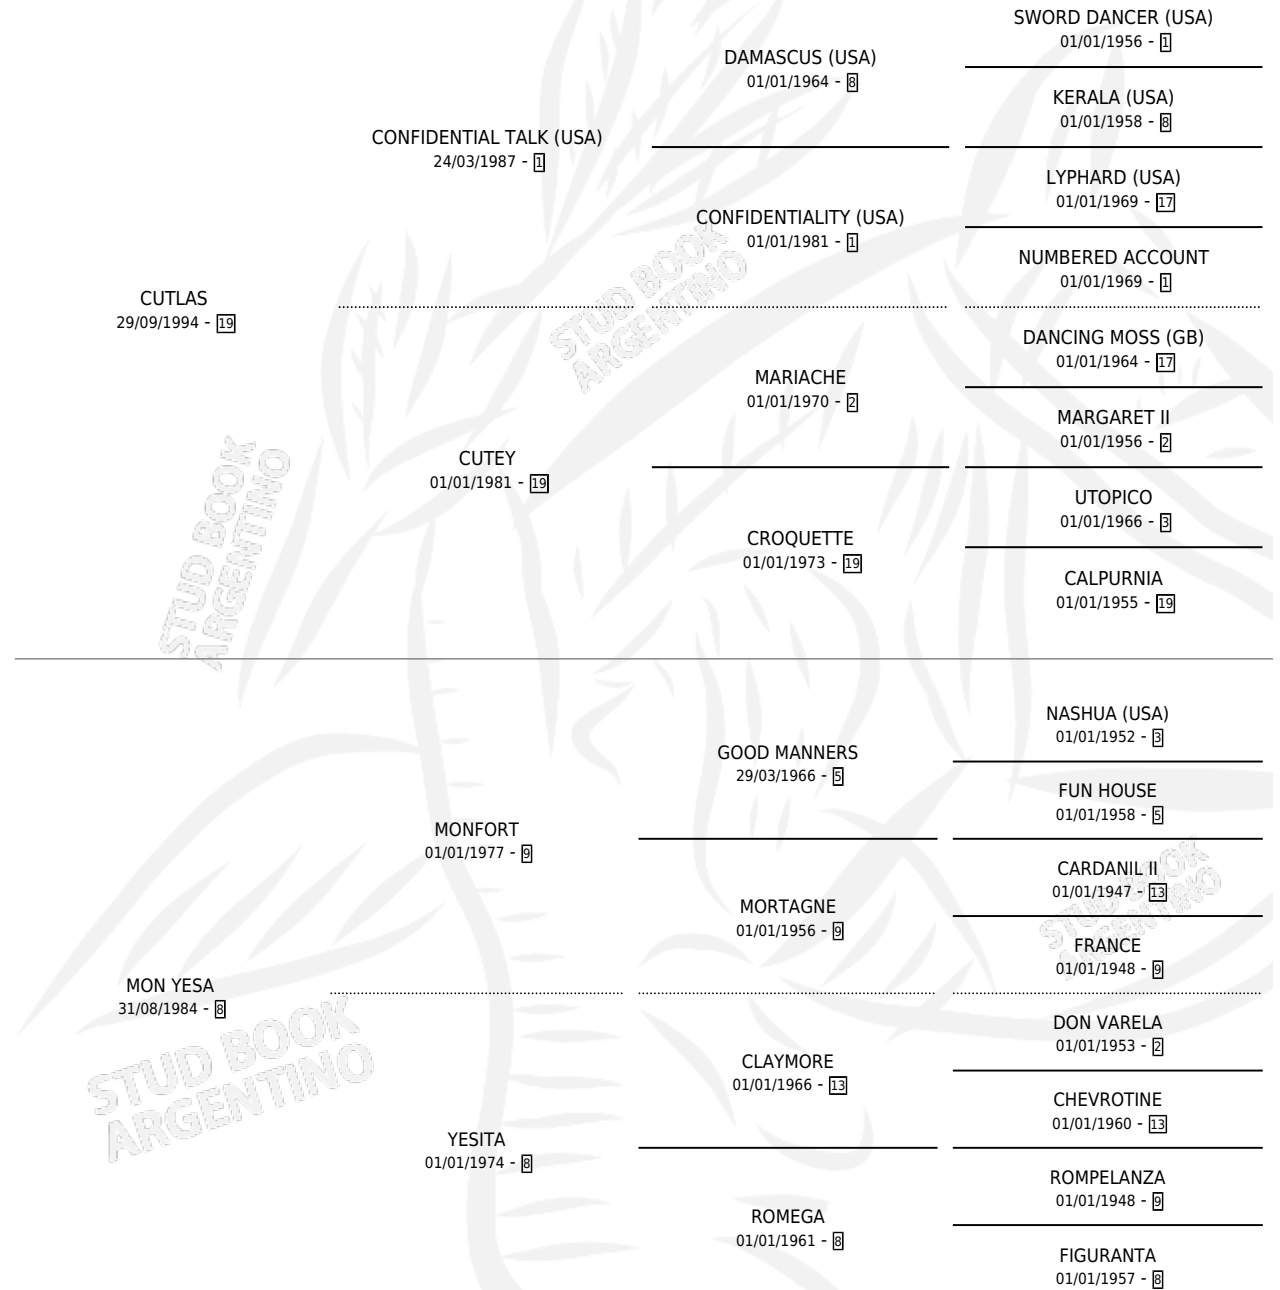 SWORD DANCER (USA)
01/01/1956 - 1
DAMASCUS (USA)
01/01/1964 - 8
KERALA (USA)
01/01/1958 - 8
CONFIDENTIAL TALK (USA)
24/03/1987 - 1
LYPHARD (USA)
01/01/1969 - 17
CONFIDENTIALITY (USA)
01/01/1981 - 1
NUMBERED ACCOUNT
01/01/1969 - 1
CUTLAS
29/09/1994 - 19
DANCING MOSS (GB)
01/01/1964 - 17
MARIACHE
01/01/1970 - 2
MARGARET II
01/01/1956 - 2
CUTEY
01/01/1981 - 19
UTOPICO
01/01/1966 - 3
CROQUETTE
01/01/1973 - 19
CALPURNIA
01/01/1955 - 19
NASHUA (USA)
01/01/1952 - 3
GOOD MANNERS
29/03/1966 - 5
FUN HOUSE
01/01/1958 - 5
MONFORT
01/01/1977 - 9
CARDANIL II
01/01/1947 - 13
MORTAGNE
01/01/1956 - 9
FRANCE
01/01/1948 - 9
MON YESA
31/08/1984 - 8
DON VARELA
01/01/1953 - 2
CLAYMORE
01/01/1966 - 13
CHEVROTINE
01/01/1960 - 13
YESITA
01/01/1974 - 8
ROMPELANZA
01/01/1948 - 9
ROMEGA
01/01/1961 - 8
FIGURANTA
01/01/1957 - 8
STUD BOOK
ARGENTINO
STUD BOOK
ARGENTINO
STUD BOOK
ARGENTINO
STUD BOOK
ARGENTINO